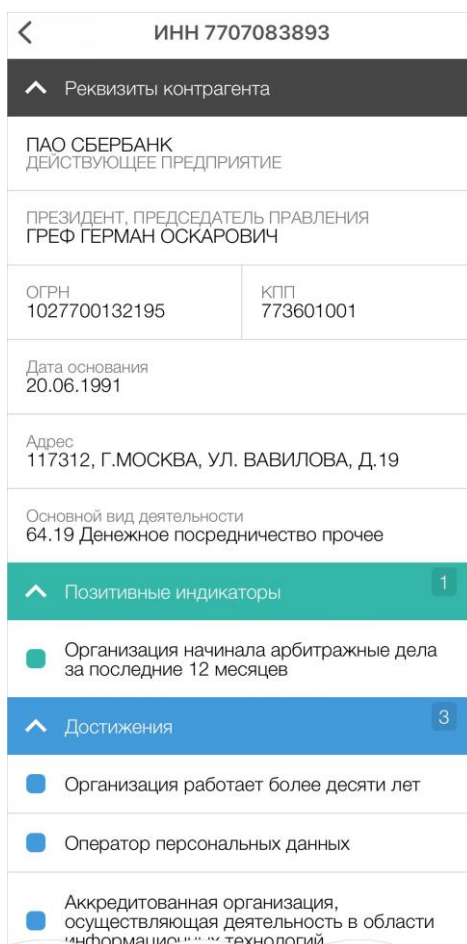 ИНН 7707083893
Реквизиты контрагента
ПАО СБЕРБАНК
ДЕЙСТВУЮЩЕЕ ПРЕДПРИЯТИЕ
ПРЕЗИДЕНТ, ПРЕДСЕДАТЕЛЬ ПРАВЛЕНИЯ
ГРЕФ ГЕРМАН ОСКАРОВИЧ
ОГРН
1027700132195
КПП
773601001
Дата основания
20.06.1991
Адрес
117312, Г.МОСКВА, УЛ. ВАВИЛОВА, Д.19
Основной вид деятельности
64.19 Денежное посредничество прочее
Позитивные индикаторы
1
Организация начинала арбитражные дела
за последние 12 месяцев
Достижения
3
Организация работает более десяти лет
Оператор персональных данных
Аккредитованная организация,
осуществляющая деятельность в области
информационных технологий